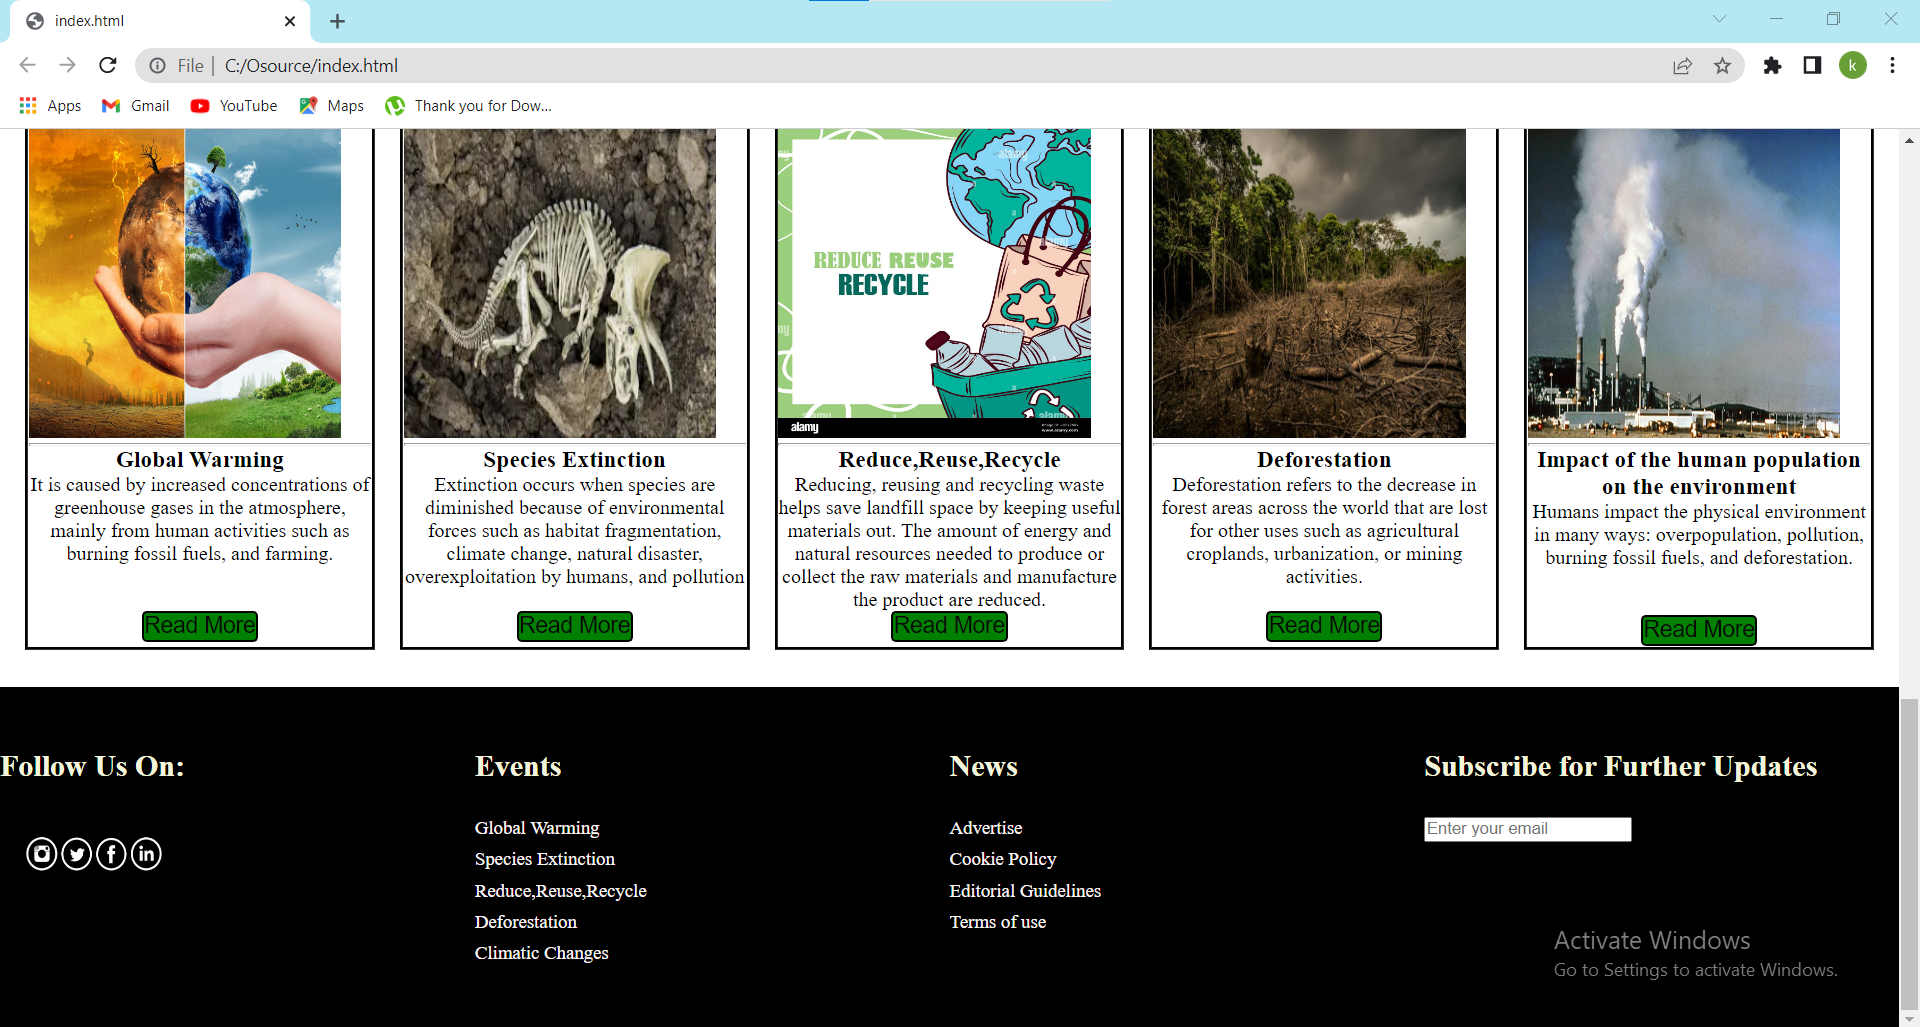 index.html
File
C:/Osource/index.html
k
Apps
Gmail
YouTube
Maps
Thank you for Dow...
alamy
REDUCE REUSE
RECYCLE
alamy
a
alamy
alamy
alamy
alamy
www.alamy.com
Global Warming
It is caused by increased concentrations of
greenhouse gases in the atmosphere,
mainly from human activities such as
burning fossil fuels, and farming.
Read More
Species Extinction
Extinction occurs when species are
diminished because of environmental
forces such as habitat fragmentation,
climate change, natural disaster,
overexploitation by humans, and pollution
Read More
Reduce,Reuse,Recycle
Reducing, reusing and recycling waste
helps save landfill space by keeping useful
materials out. The amount of energy and
natural resources needed to produce or
collect the raw materials and manufacture
the product are reduced.
Read More
Deforestation
Deforestation refers to the decrease in
forest areas across the world that are lost
for other uses such as agricultural
croplands, urbanization, or mining
activities.
Read More
Impact of the human population
on the environment
Humans impact the physical environment
in many ways: overpopulation, pollution,
burning fossil fuels, and deforestation.
Read More
Follow Us On:
in
Events
Global Warming
Species Extinction
Reduce,Reuse,Recycle
Deforestation
Climatic Changes
News
Advertise
Cookie Policy
Editorial Guidelines
Terms of use
Subscribe for Further Updates
Enter your email
Activate Windows
Go to Settings to activate Windows.